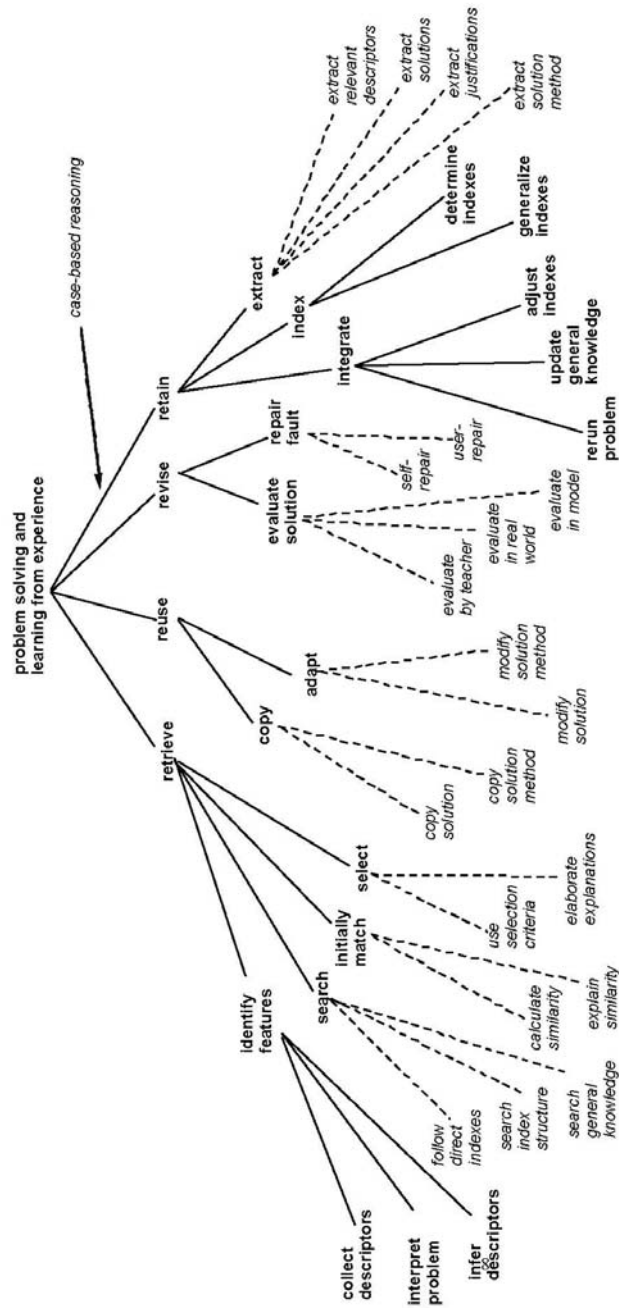 problem solving and
learning from experience
case-based reasoning
retrieve
reuse
revise
retain
identify
features
search
initially
match
select
copy
adapt
evaluate
solution
repair
fault
integrate
index
extract
collect
descriptors
interpret
problem
infer
descriptors
8
follow
direct
indexes
search
index
structure
search
general
knowledge
calculate
similarity
explain
similarity
use
selection
criteria
elaborate
explanations
copy
solution
copy
solution
method
modify
solution
modify
solution
method
evaluate
by teacher
evaluate
in real
world
evaluate
in model
self-
repair
user-
repair
rerun
problem
update
general
knowledge
adjust
indexes
generalize
indexes
determine
indexes
extract
relevant
descriptors
extract
solutions
extract
justifications
extract
solution
method